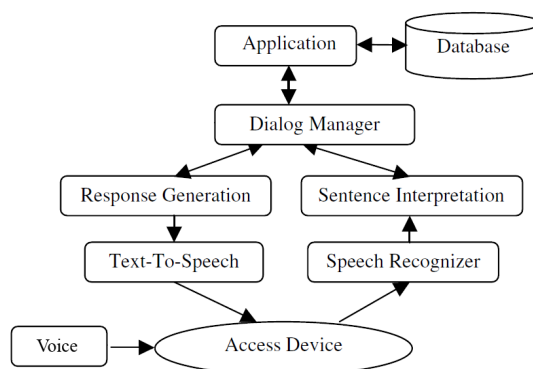 Application
Database
Dialog Manager
Response Generation
Sentence Interpretation
Text-To-Speech
Speech Recognizer
Voice
Access Device